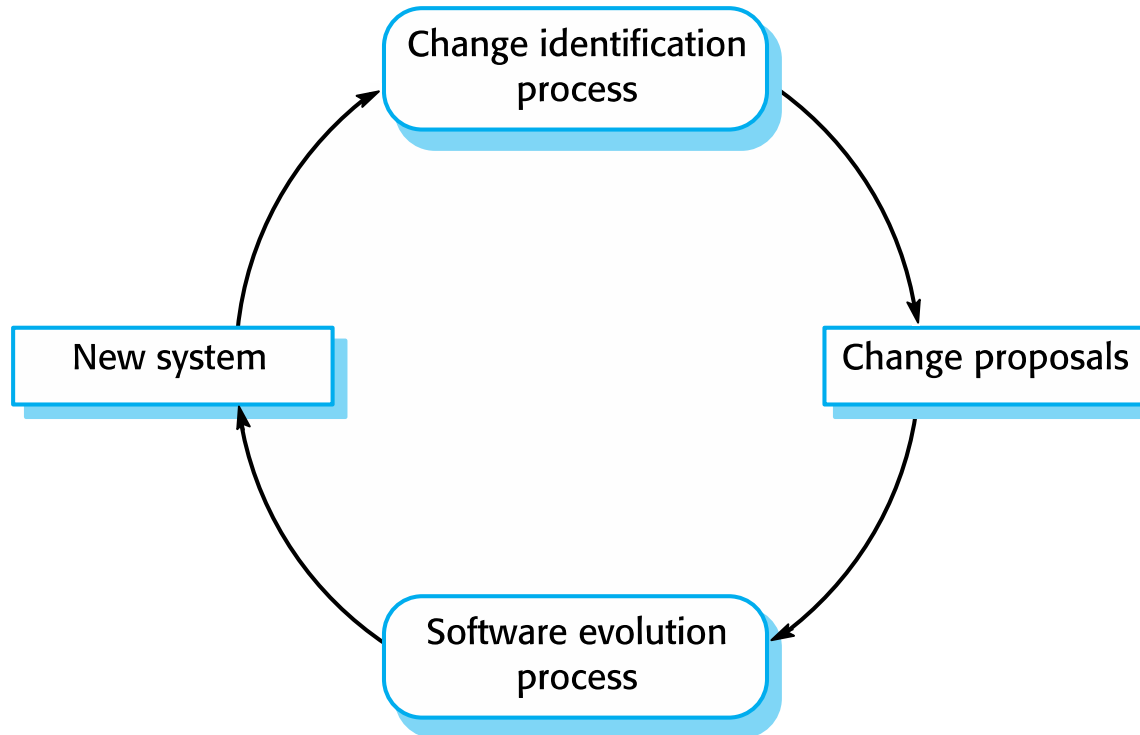 Change identification
process
New system
Change proposals
Software evolution
process